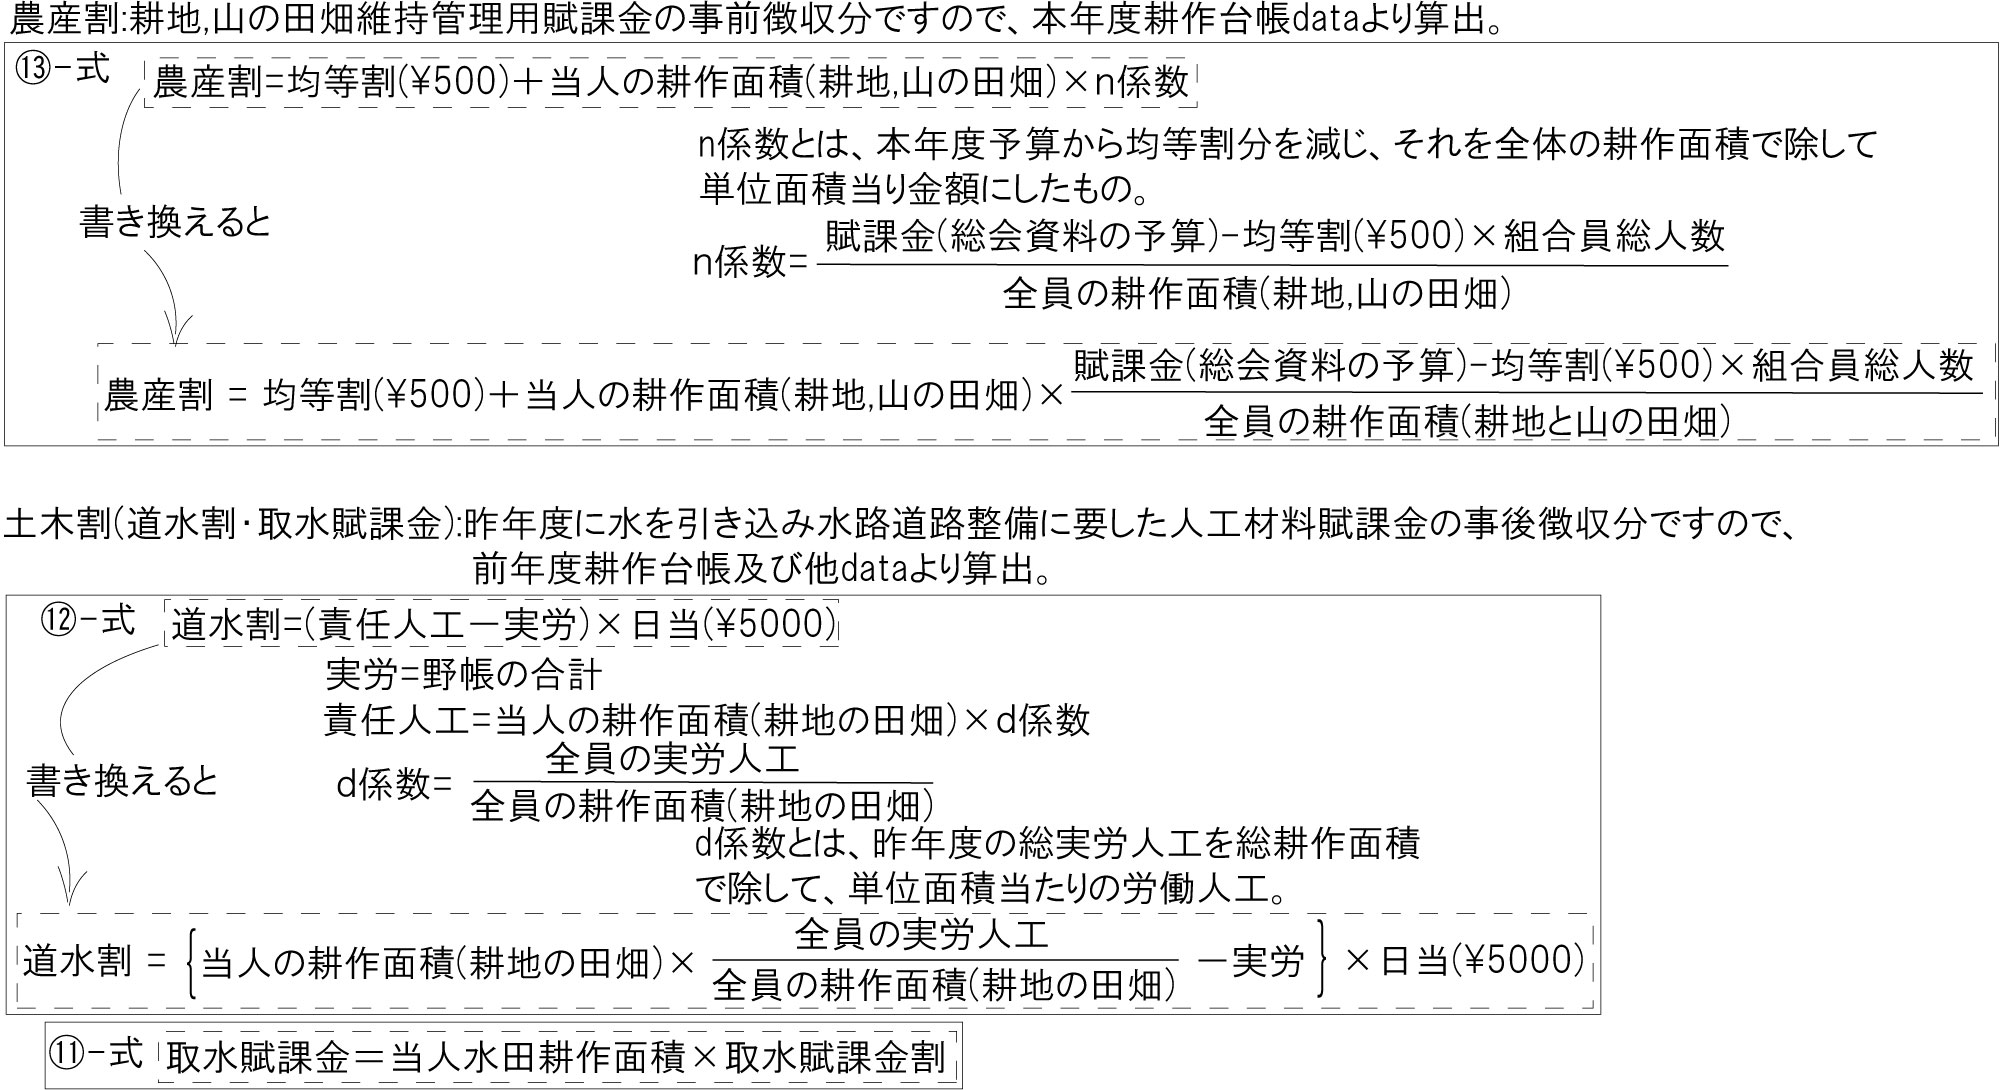 農産割:耕地,山の田畑維持管理用賦課金の事前徴収分ですので、本年度耕作台帳dataより算出。
⑬-式 農産割=均等割(¥500)+当人の耕作面積(耕地,山の田畑)×n係数
n係数とは、本年度予算から均等割分を減じ、それを全体の耕作面積で除して
単位面積当り金額にしたもの。
書き換えると
賦課金(総会資料の予算)-均等割(¥500)×組合員総人数
n係数=
全員の耕作面積(耕地,山の田畑)
賦課金(総会資料の予算)-均等割(¥500)×組合員総人数
農産割 = 均等割(¥500)+当人の耕作面積(耕地,山の田畑)×
全員の耕作面積(耕地と山の田畑)
土木割(道水割・取水賦課金):昨年度に水を引き込み水路道路整備に要した人工材料賦課金の事後徴収分ですので、
前年度耕作台帳及び他dataより算出。
⑫-式 道水割=(責任人工-実労)×日当(¥5000)
実労=野帳の合計
責任人工=当人の耕作面積(耕地の田畑)×d係数
全員の実労人工
書き換えると d係数=
全員の耕作面積(耕地の田畑)
d係数とは、昨年度の総実労人工を総耕作面積
で除して、単位面積当たりの労働人工。
全員の実労人工
道水割 = {当人の耕作面積(耕地の田畑)× -実労}×日当(¥5000)
全員の耕作面積(耕地の田畑)
⑪-式 取水賦課金=当人水田耕作面積×取水賦課金割